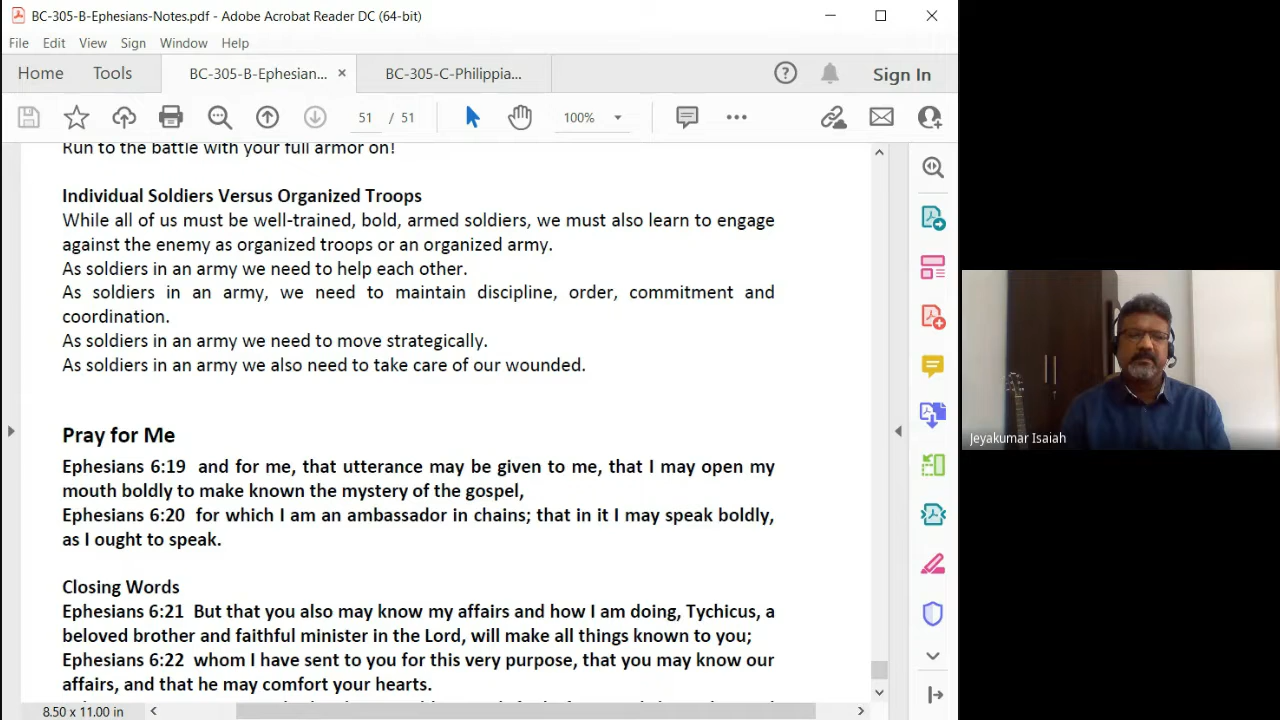 BC-305-B-Ephesians-Notes.pdf - Adobe Acrobat Reader DC (64-bit)
File Edit View Sign Window Help
Home Tools BC-305-B-Ephesian... × BC-305-C-Philippia... Sign In
51 / 51 100%
Run to the battle with your full armor on!
Individual Soldiers Versus Organized Troops
While all of us must be well-trained, bold, armed soldiers, we must also learn to engage
against the enemy as organized troops or an organized army.
As soldiers in an army we need to help each other.
As soldiers in an army, we need to maintain discipline, order, commitment and
coordination.
As soldiers in an army we need to move strategically.
As soldiers in an army we also need to take care of our wounded.
Pray for Me
Ephesians 6:19 and for me, that utterance may be given to me, that I may open my
mouth boldly to make known the mystery of the gospel,
Ephesians 6:20 for which I am an ambassador in chains; that in it I may speak boldly,
as I ought to speak.
Closing Words
Ephesians 6:21 But that you also may know my affairs and how I am doing, Tychicus, a
beloved brother and faithful minister in the Lord, will make all things known to you;
Ephesians 6:22 whom I have sent to you for this very purpose, that you may know our
affairs, and that he may comfort your hearts.
8.50 x 11.00 in
Jeyakumar Isaiah